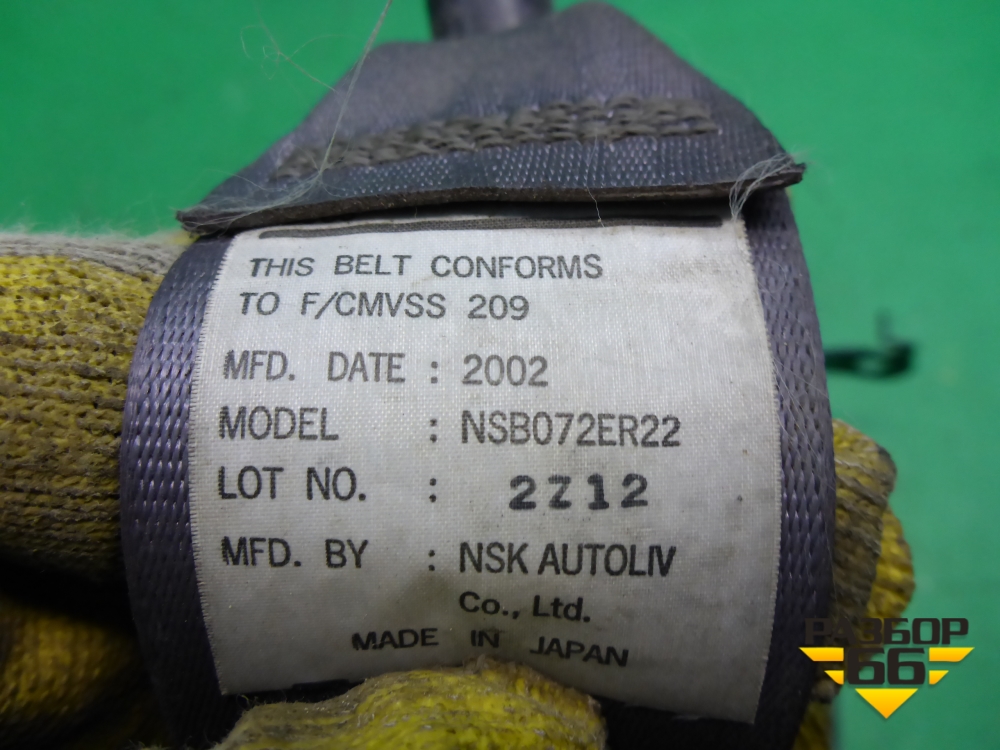 THIS BELT CONFORMS
TO F/CMVSS 209
MFD. DATE : 2002
MODEL : NSB072ER22
LOT NO. : 2Z12
MFD. BY : NSK AUTOLIV
Co., Ltd.
MADE IN JAPAN
РАЗБОР
66